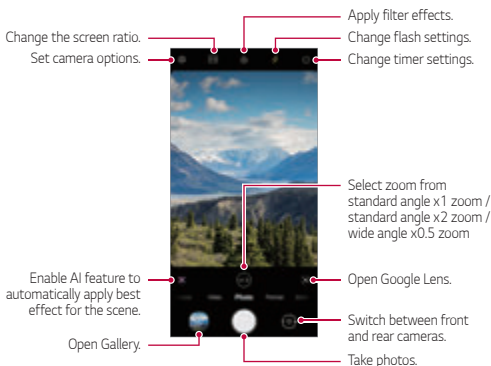 Apply filter effects.
Change the screen ratio.
Change flash settings.
Set camera options.
Change timer settings.
Select zoom from
standard angle x1 zoom /
standard angle x2 zoom /
wide angle x0.5 zoom
Enable AI feature to
automatically apply best
effect for the scene.
Open Google Lens.
Video
Photo
Portrait
Switch between front
and rear cameras.
Open Gallery.
Take photos.